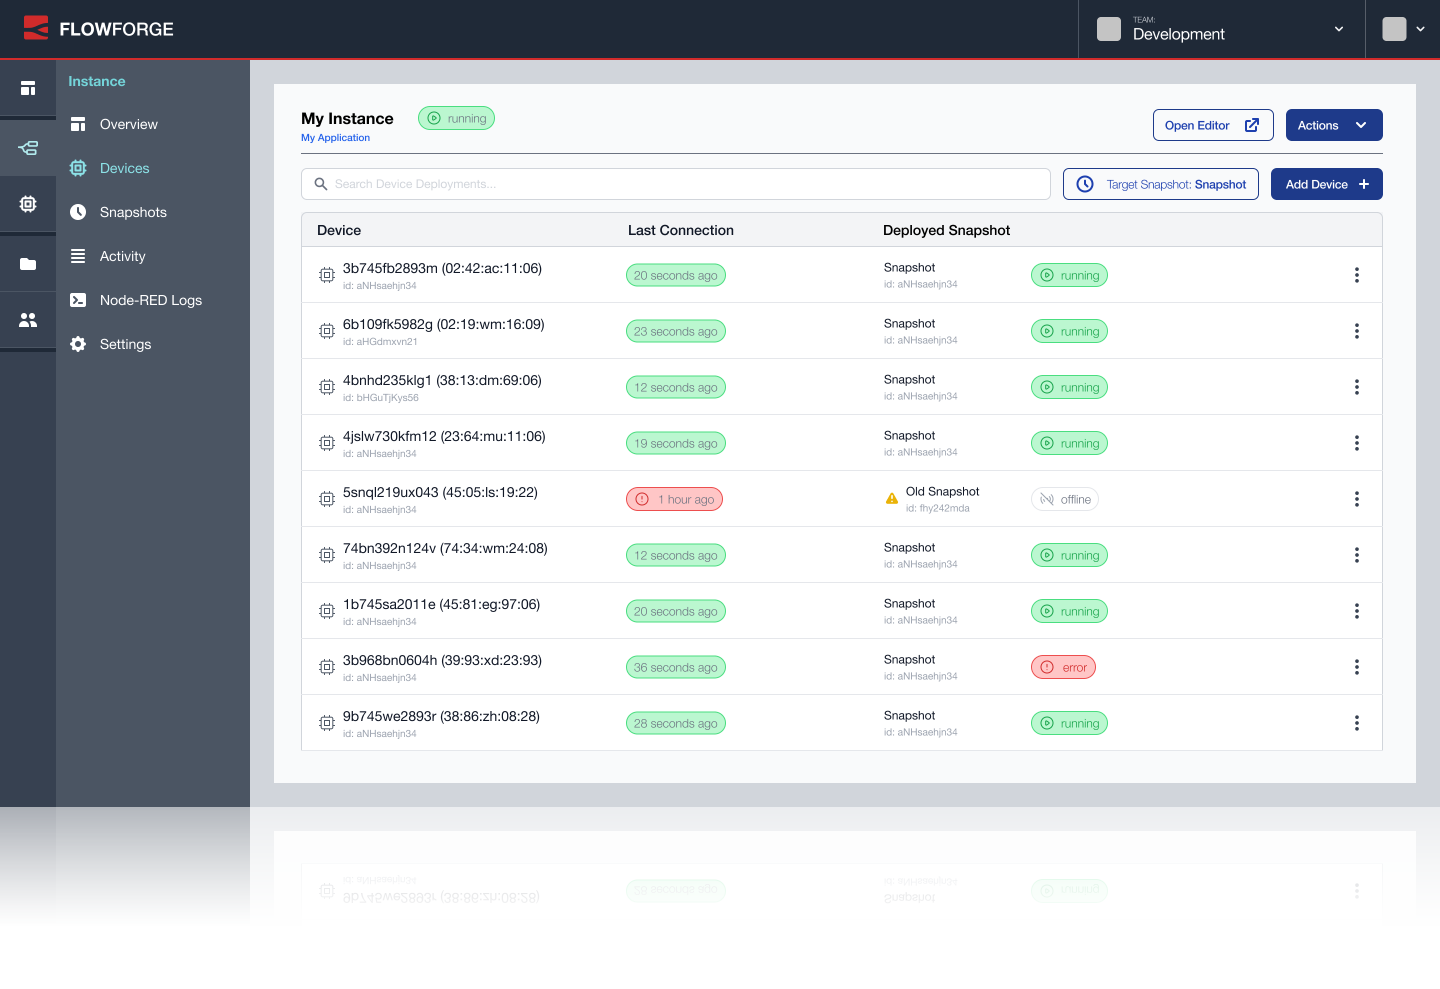 FLOWFORGE
TEAM:
Development
Instance
Overview
Devices
Snapshots
Activity
Node-RED Logs
Settings
My Instance
running
My Application
Open Editor
Actions
Search Device Deployments...
Target Snapshot: Snapshot
Add Device
Device Last Connection Deployed Snapshot
3b745fb2893m (02:42:ac:11:06)
id: aNHsaehjn34
20 seconds ago
Snapshot
id: aNHsaehjn34
running
6b109fk5982g (02:19:wm:16:09)
id: aHGdmxvn21
23 seconds ago
Snapshot
id: aNHsaehjn34
running
4bnhd235klg1 (38:13:dm:69:06)
id: bHGuTjKys56
12 seconds ago
Snapshot
id: aNHsaehjn34
running
4jslw730kfm12 (23:64:mu:11:06)
id: aNHsaehjn34
19 seconds ago
Snapshot
id: aNHsaehjn34
running
5snql219ux043 (45:05:ls:19:22)
id: aNHsaehjn34
1 hour ago
Old Snapshot
id: fhy242mda
offline
74bn392n124v (74:34:wm:24:08)
id: aNHsaehjn34
12 seconds ago
Snapshot
id: aNHsaehjn34
running
1b745sa2011e (45:81:eg:97:06)
id: aNHsaehjn34
20 seconds ago
Snapshot
id: aNHsaehjn34
running
3b968bn0604h (39:93:xd:23:93)
id: aNHsaehjn34
36 seconds ago
Snapshot
id: aNHsaehjn34
error
9b745we2893r (38:86:zh:08:28)
id: aNHsaehjn34
28 seconds ago
Snapshot
id: aNHsaehjn34
running